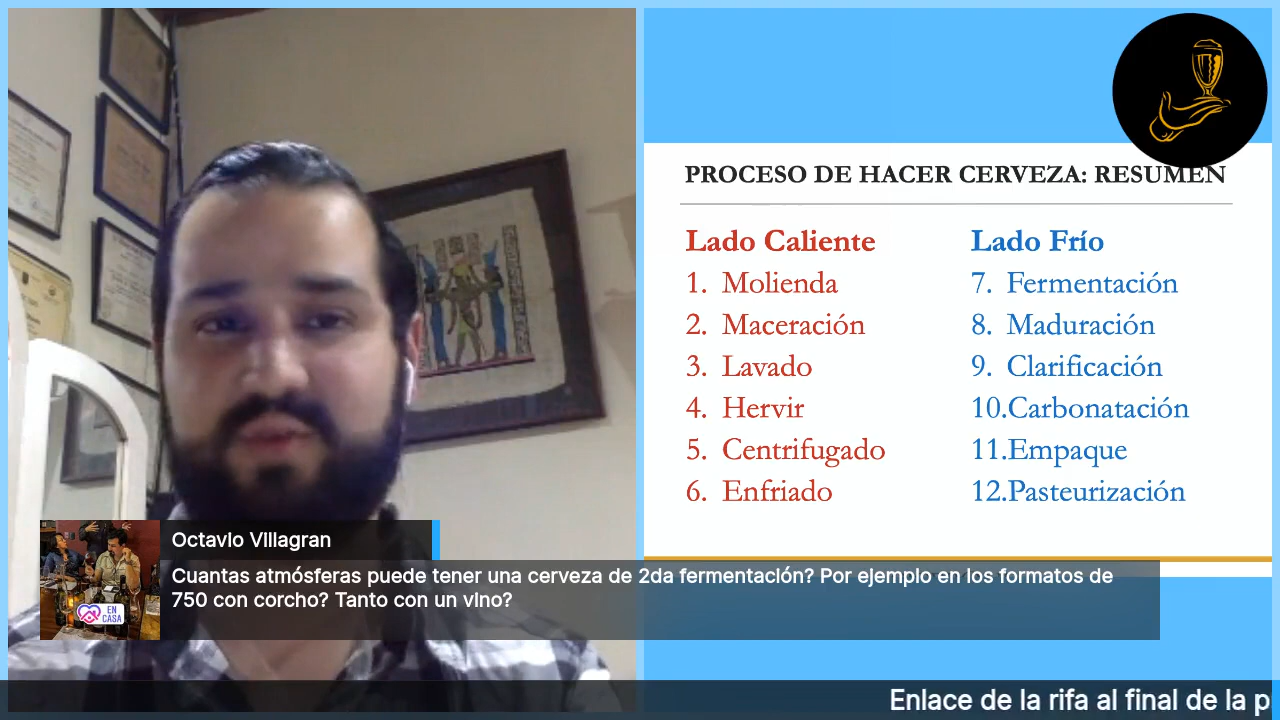 PROCESO DE HACER CERVEZA: RESUMEN
Lado Caliente
1. Molienda
2. Maceración
3. Lavado
4. Hervir
5. Centrifugado
6. Enfriado
Lado Frío
7. Fermentación
8. Maduración
9. Clarificación
10.Carbonatación
11.Empaque
12.Pasteurización
Octavio Villagran
Cuantas atmósferas puede tener una cerveza de 2da fermentación? Por ejemplo en los formatos de
750 con corcho? Tanto con un vino?
EN
CASA
Enlace de la rifa al final de la p